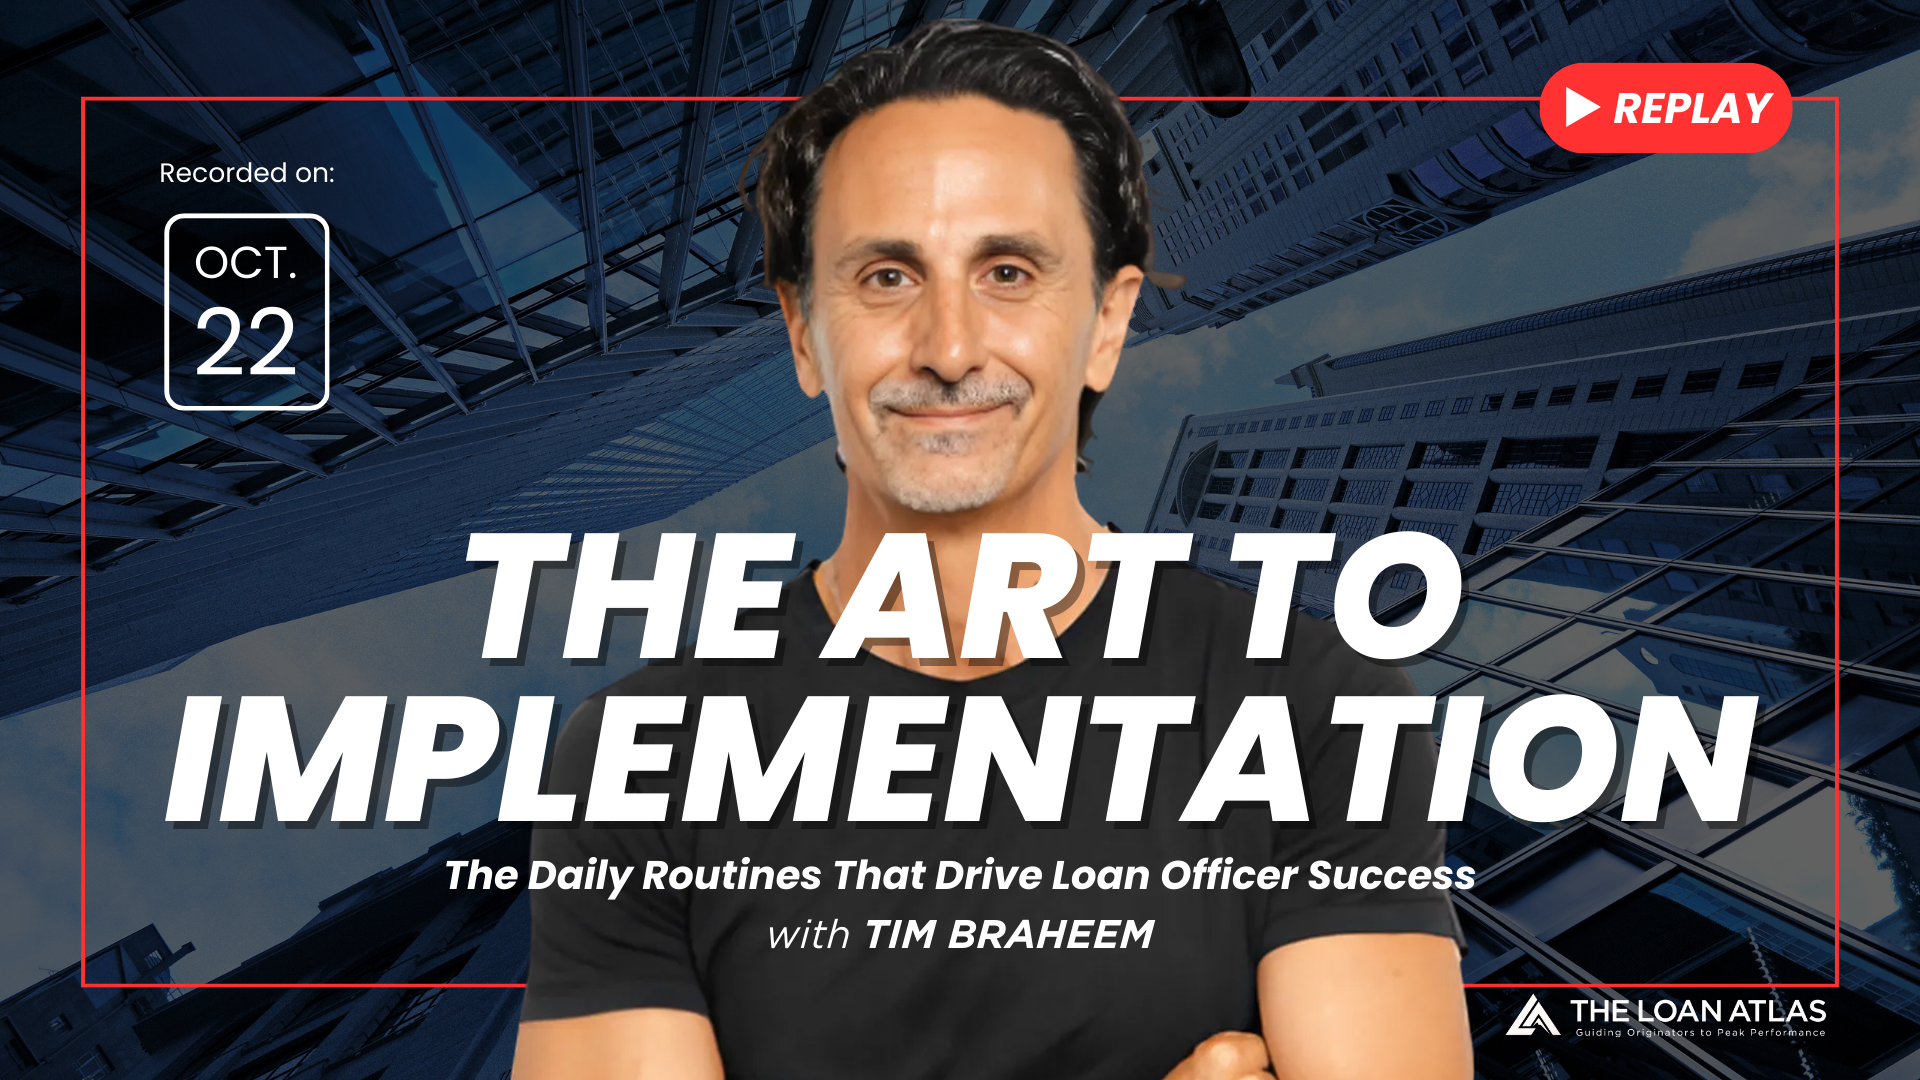 REPLAY
Recorded on:
OCT.
22
THE ART TO
IMPLEMENTATION
The Daily Routines That Drive Loan Officer Success
with TIM BRAHEEM
THE LOAN ATLAS
Guiding Originators to Peak Performance